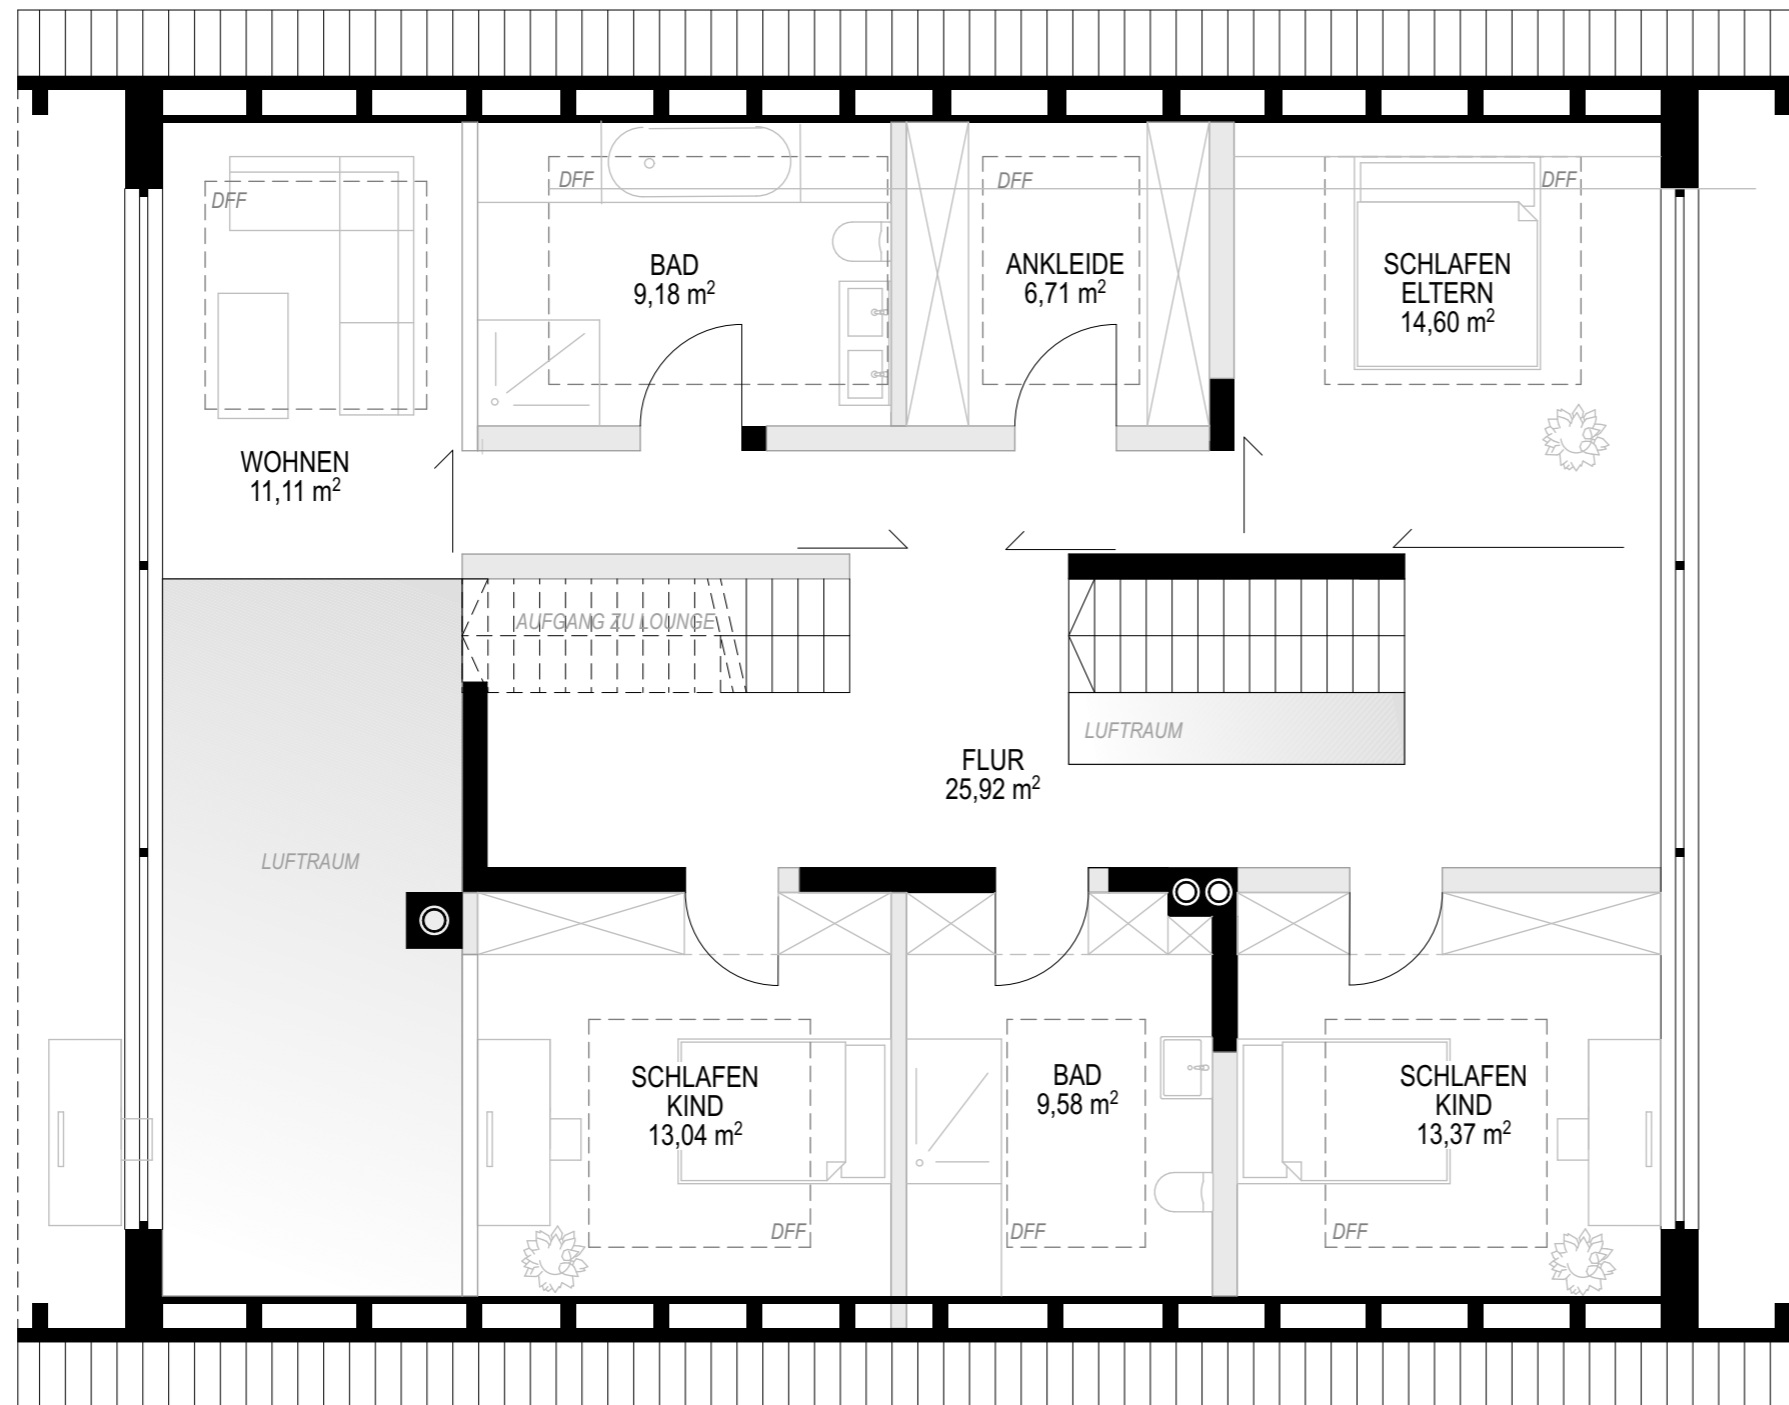 DFF
DFF
DFF
DFF
BAD
9,18 m²
ANKLEIDE
6,71 m²
SCHLAFEN
ELTERN
14,60 m²
WOHNEN
11,11 m²
AUFGANG ZU LOUNGE
LUFTRAUM
FLUR
25,92 m²
LUFTRAUM
SCHLAFEN
KIND
13,04 m²
BAD
9,58 m²
SCHLAFEN
KIND
13,37 m²
DFF
DFF
DFF